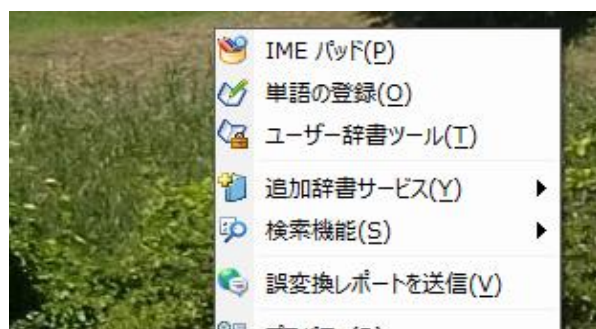 IME パッド(P)
単語の登録(O)
ユーザー辞書ツール(T)
追加辞書サービス(Y)
検索機能(S)
誤変換レポートを送信(V)